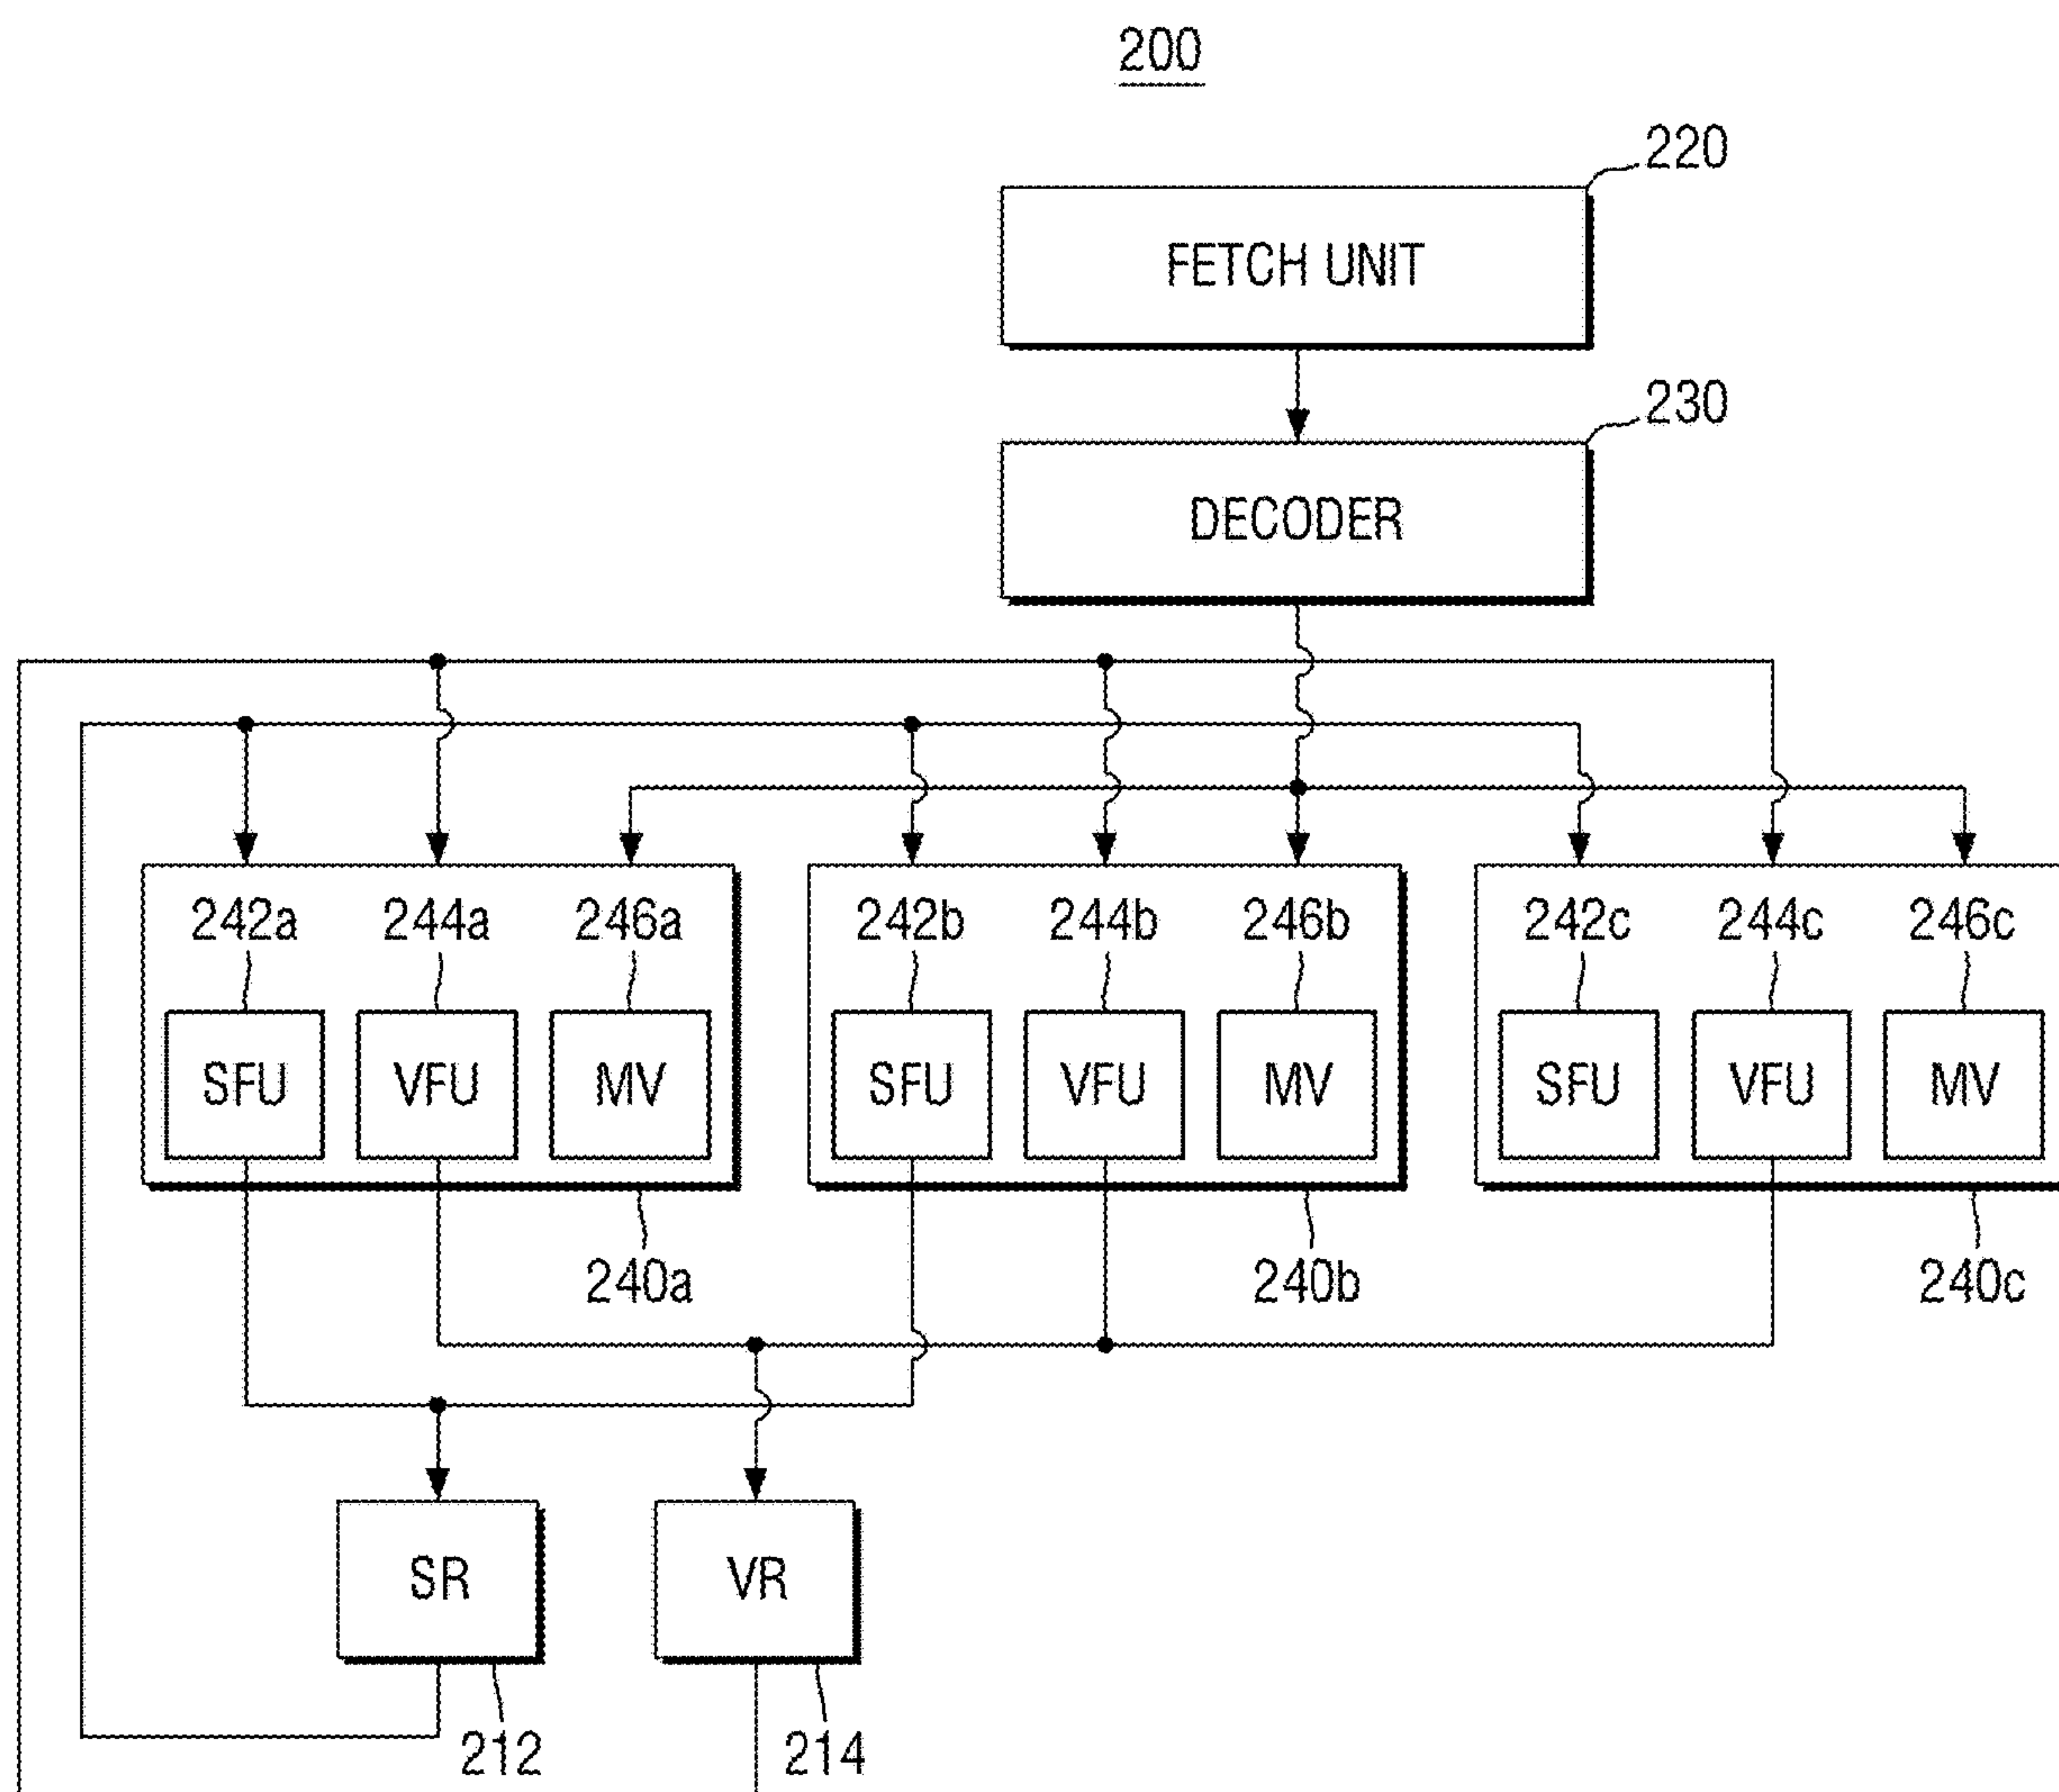 200
220
FETCH UNIT
230
DECODER
242a 244a 246a 242b 244b 246b 242c 244c 246c
SFU VFU MV SFU VFU MV SFU VFU MV
240a 240b 240c
SR VR
212 214